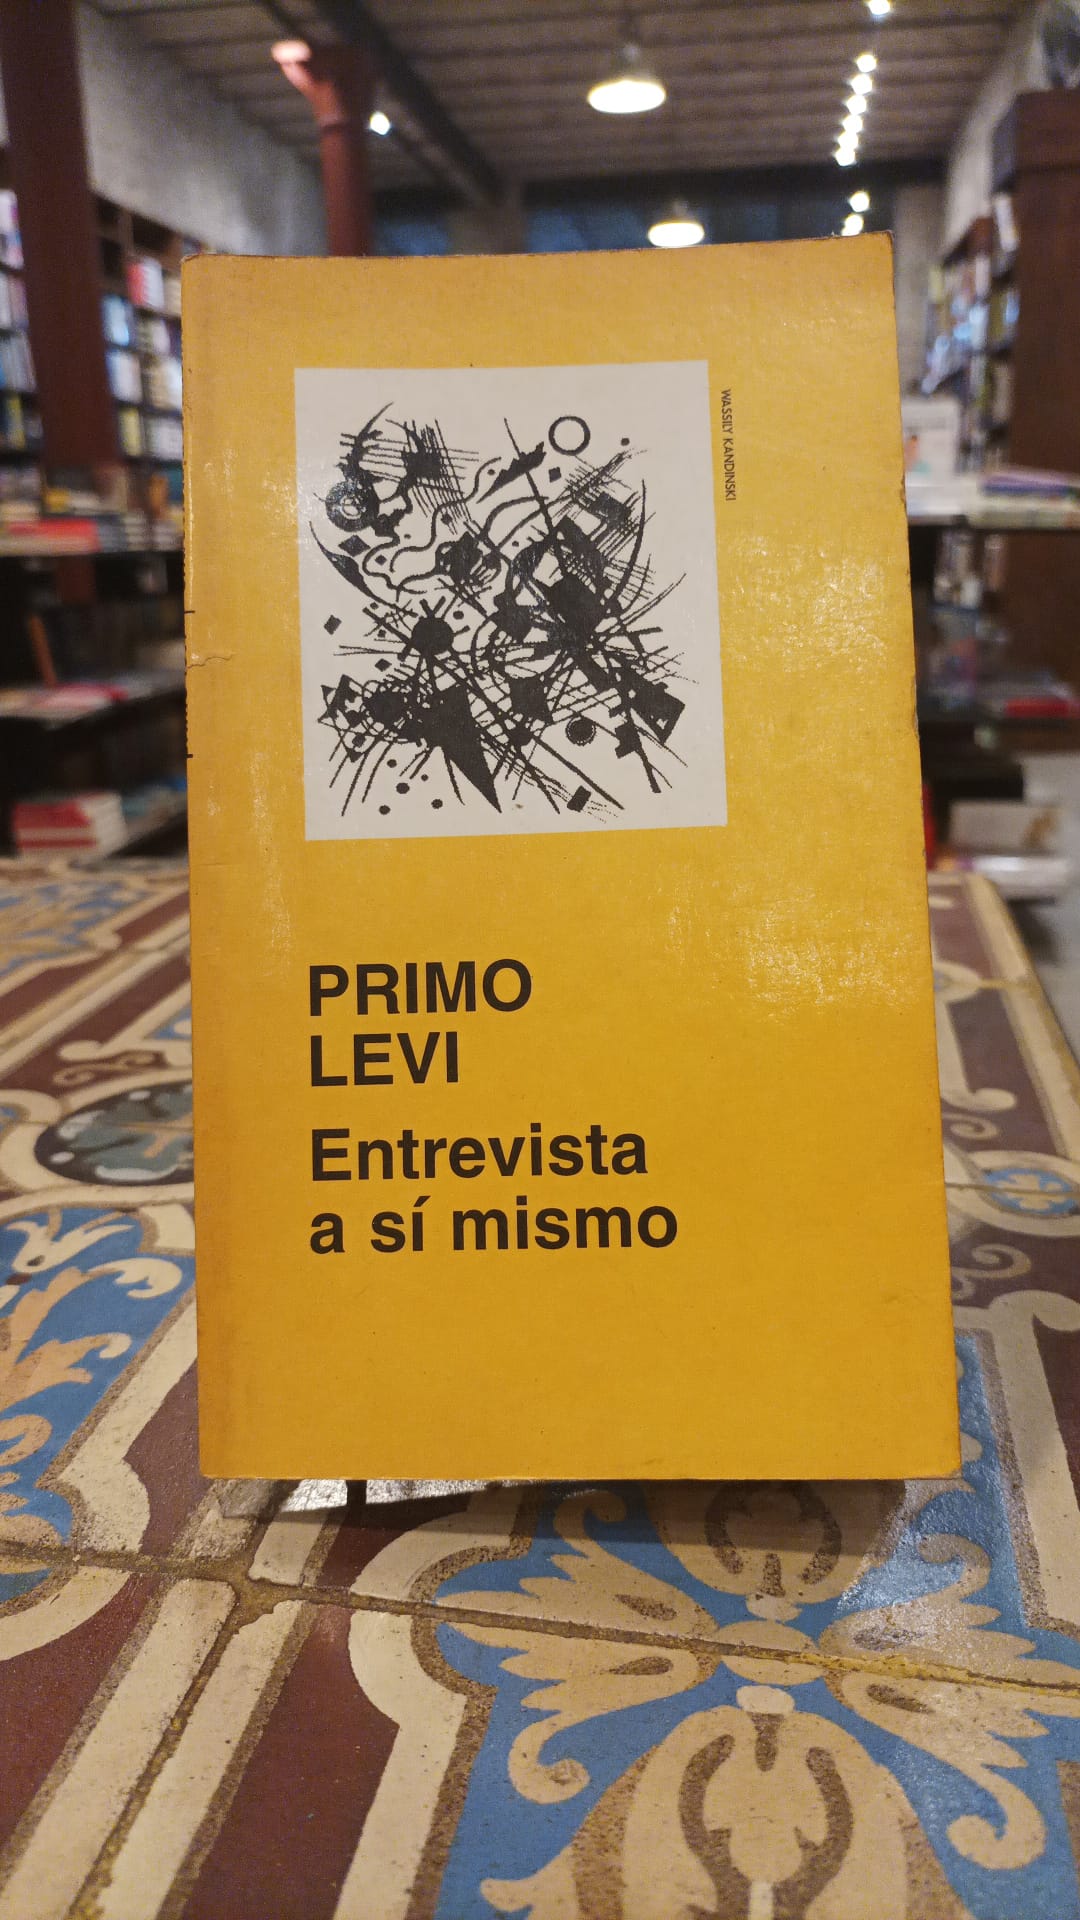 WASSILY KANDINSKI
PRIMO
LEVI
Entrevista
a sí mismo